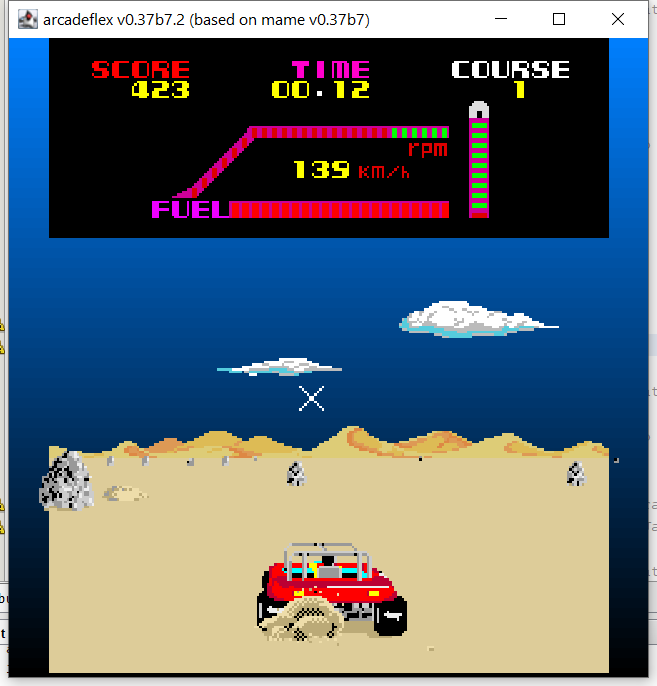 arcadeflex v0.37b7.2 (based on mame v0.37b7)
SCORE TIME COURSE
423 00.12 1
rpm
139 KM/h
FUEL